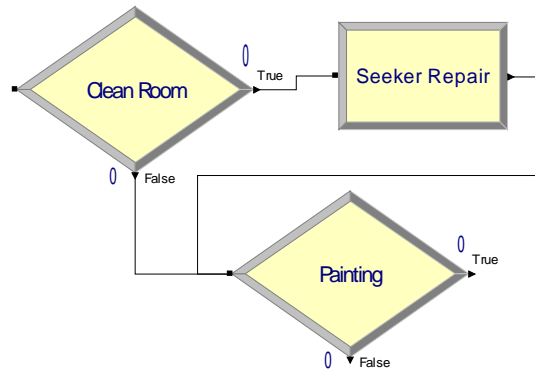 0
True
Clean Room
Seeker Repair
0
False
0
True
Painting
0
False